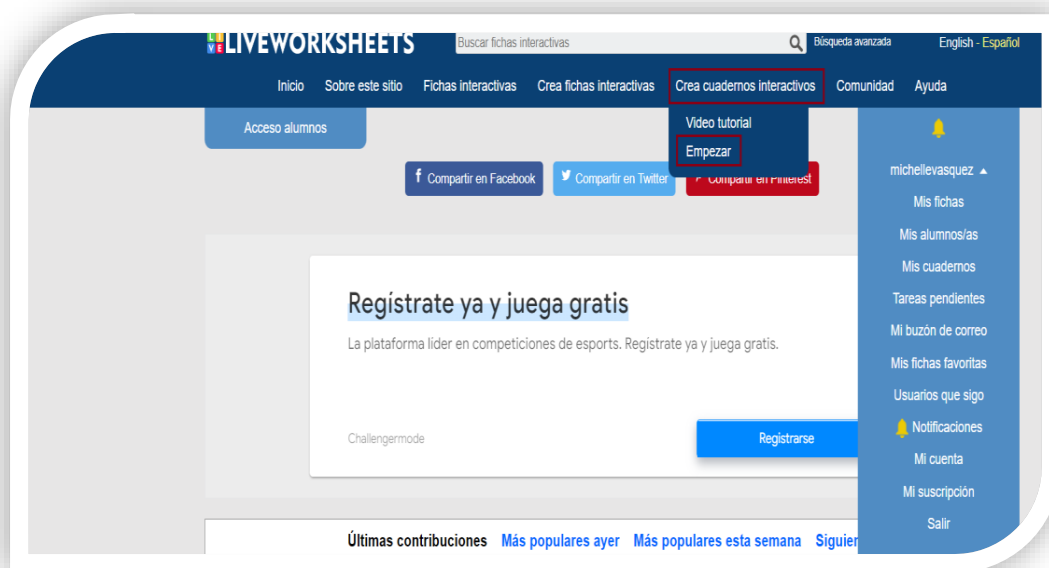 LIVEWORKSHEETS
Buscar fichas interactivas
Búsqueda avanzada
English - Español
Inicio Sobre este sitio Fichas interactivas Crea fichas interactivas Crea cuadernos interactivos Comunidad Ayuda
Acceso alumnos
Video tutorial
Empezar
Compartir en Facebook
Compartir en Twitter
Compartir en Pinterest
michellevasquez
Mis fichas
Mis alumnos/as
Mis cuadernos
Tareas pendientes
Mi buzón de correo
Mis fichas favoritas
Usuarios que sigo
Notificaciones
Mi cuenta
Mi suscripción
Salir
Regístrate ya y juega gratis
La plataforma líder en competiciones de esports. Regístrate ya y juega gratis.
Challengermode
Registrarse
Últimas contribuciones Más populares ayer Más populares esta semana Siguier